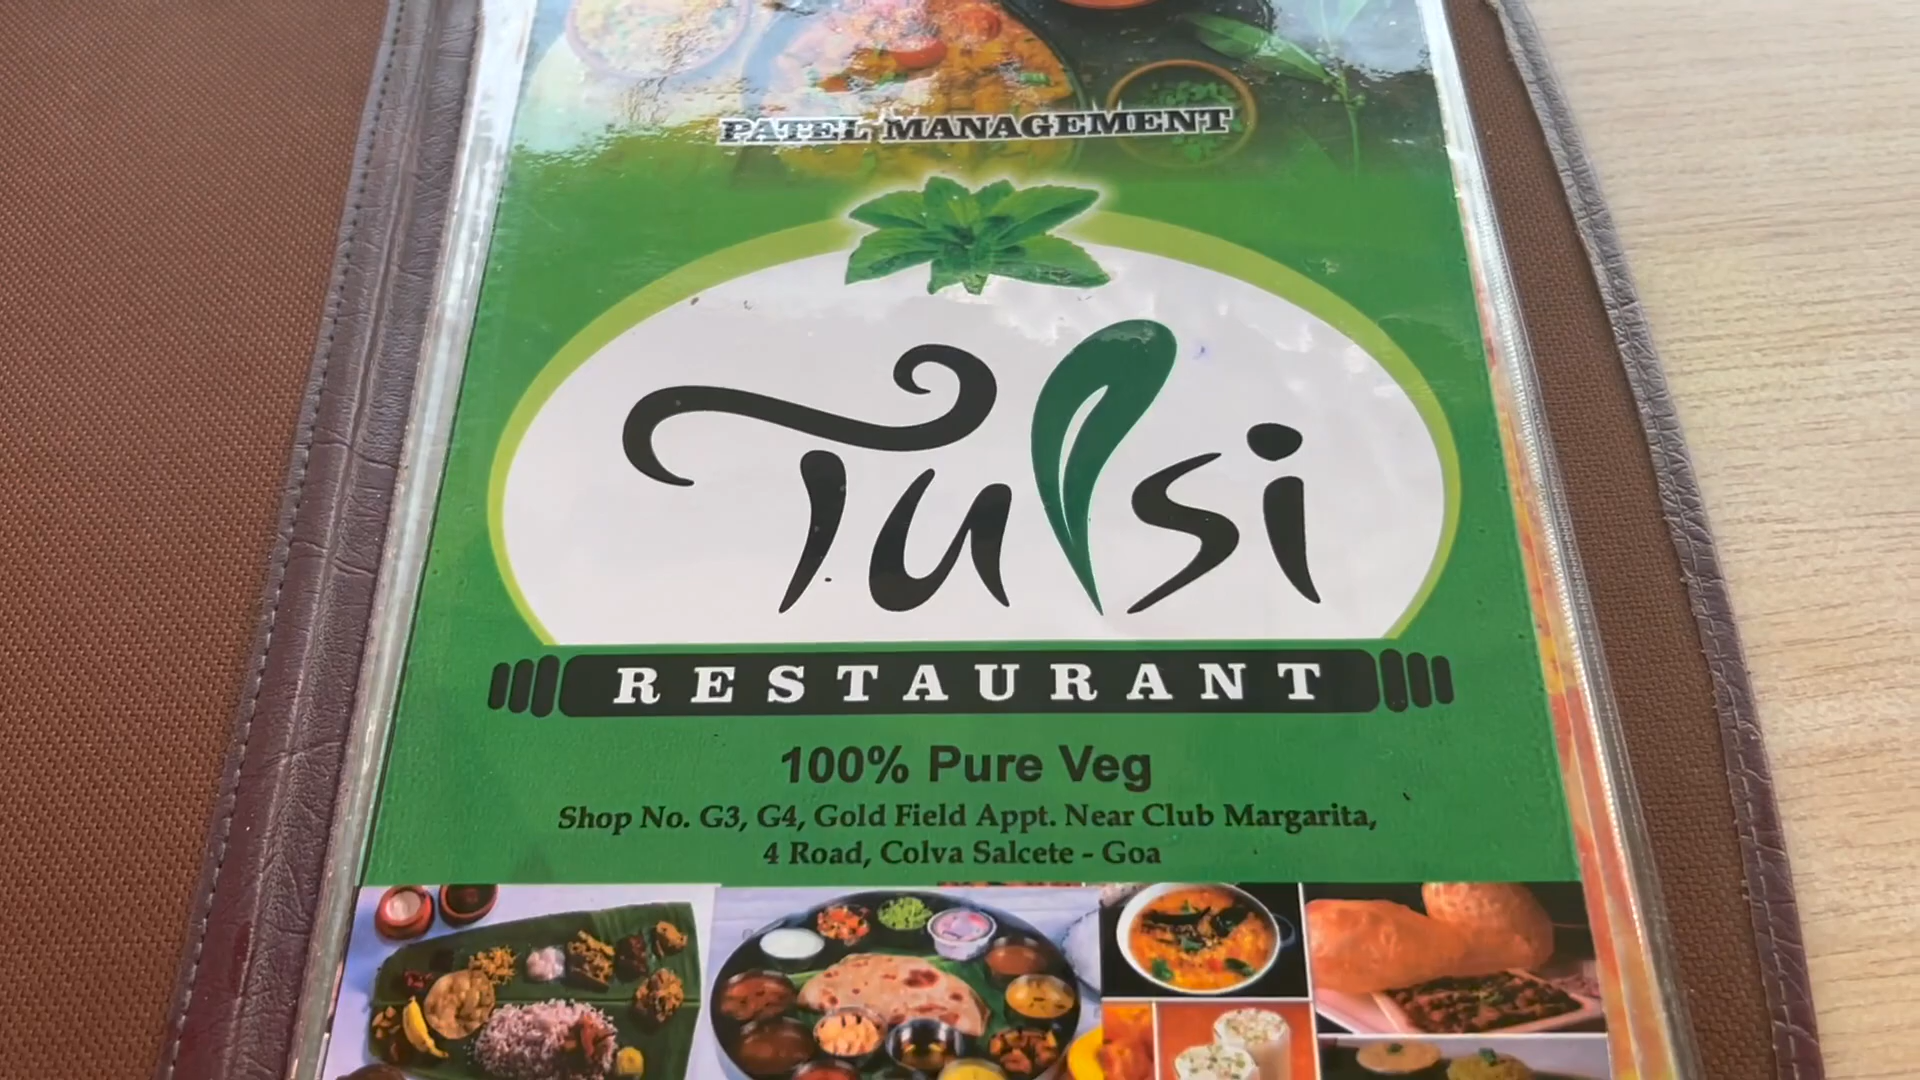 PATEL MANAGEMENT
Tulsi
RESTAURANT
100% Pure Veg
Shop No. G3, G4, Gold Field Appt. Near Club Margarita,
4 Road, Colva Salcete - Goa